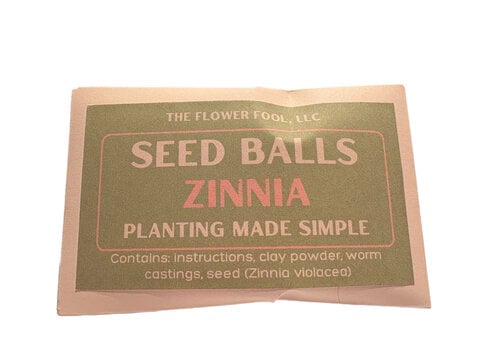 THE FLOWER FOOL, LLC
SEED BALLS
ZINNIA
PLANTING MADE SIMPLE
Contains: instructions, clay powder, worm
castings, seed (Zinnia violacea)